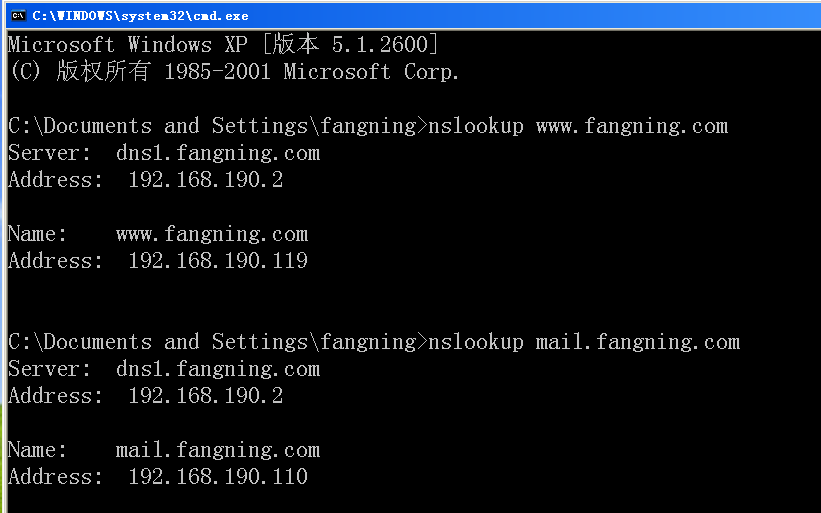 C:\WINDOWS\system32\cmd.exe
Microsoft Windows XP [版本 5.1.2600]
(C) 版权所有 1985-2001 Microsoft Corp.
C:\Documents and Settings\fangning>nslookup www.fangning.com
Server:  dns1.fangning.com
Address:  192.168.190.2
Name:    www.fangning.com
Address:  192.168.190.119
C:\Documents and Settings\fangning>nslookup mail.fangning.com
Server:  dns1.fangning.com
Address:  192.168.190.2
Name:    mail.fangning.com
Address:  192.168.190.110